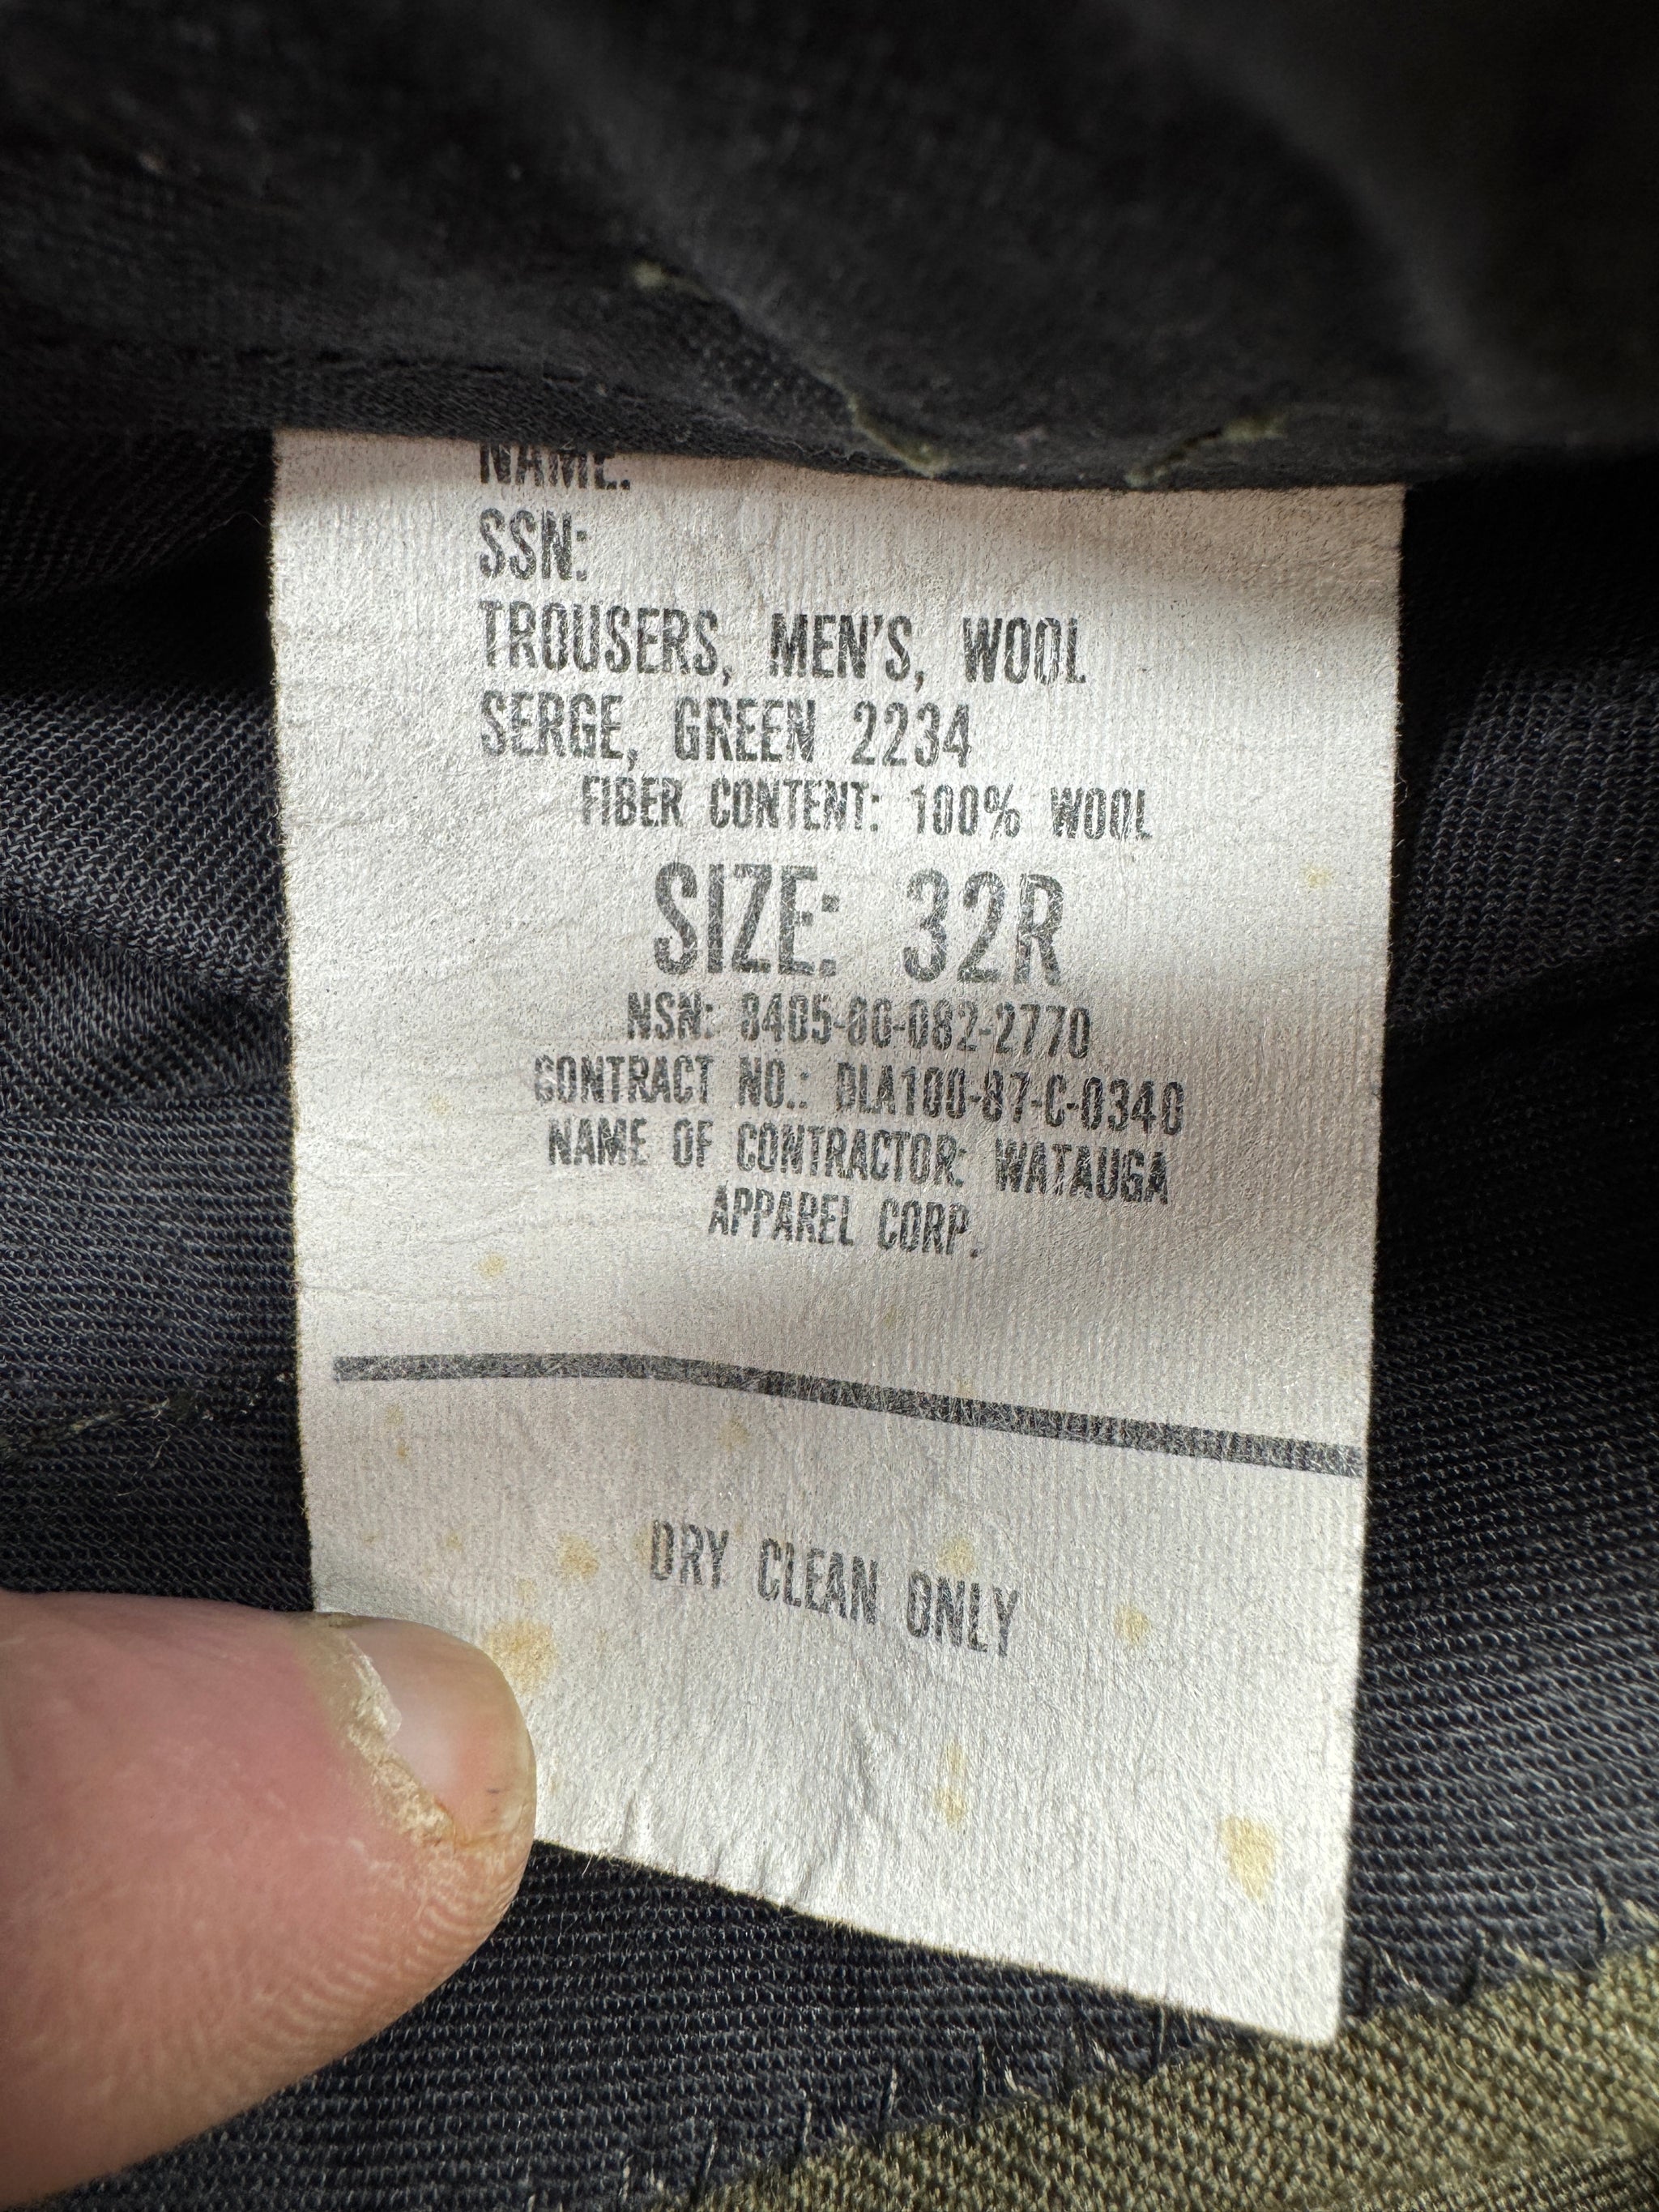 NAME:
SSN:
TROUSERS, MEN'S, WOOL
SERGE, GREEN 2234
FIBER CONTENT: 100% WOOL
SIZE: 32R
NSN: 8405-00-082-2770
CONTRACT NO.: DLA100-87-C-0340
NAME OF CONTRACTOR: WATAUGA
APPAREL CORP.
DRY CLEAN ONLY